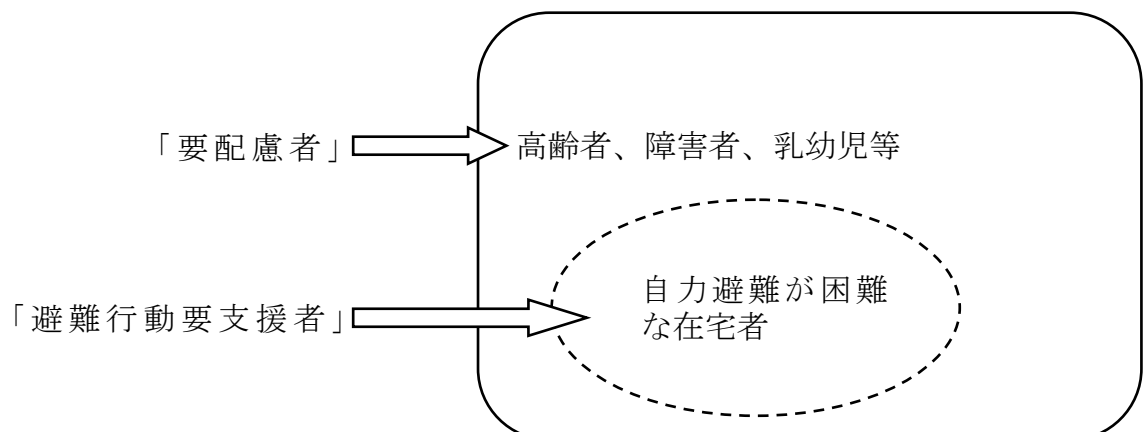 「要配慮者」
高齢者、障害者、乳幼児等
「避難行動要支援者」
自力避難が困難
な在宅者